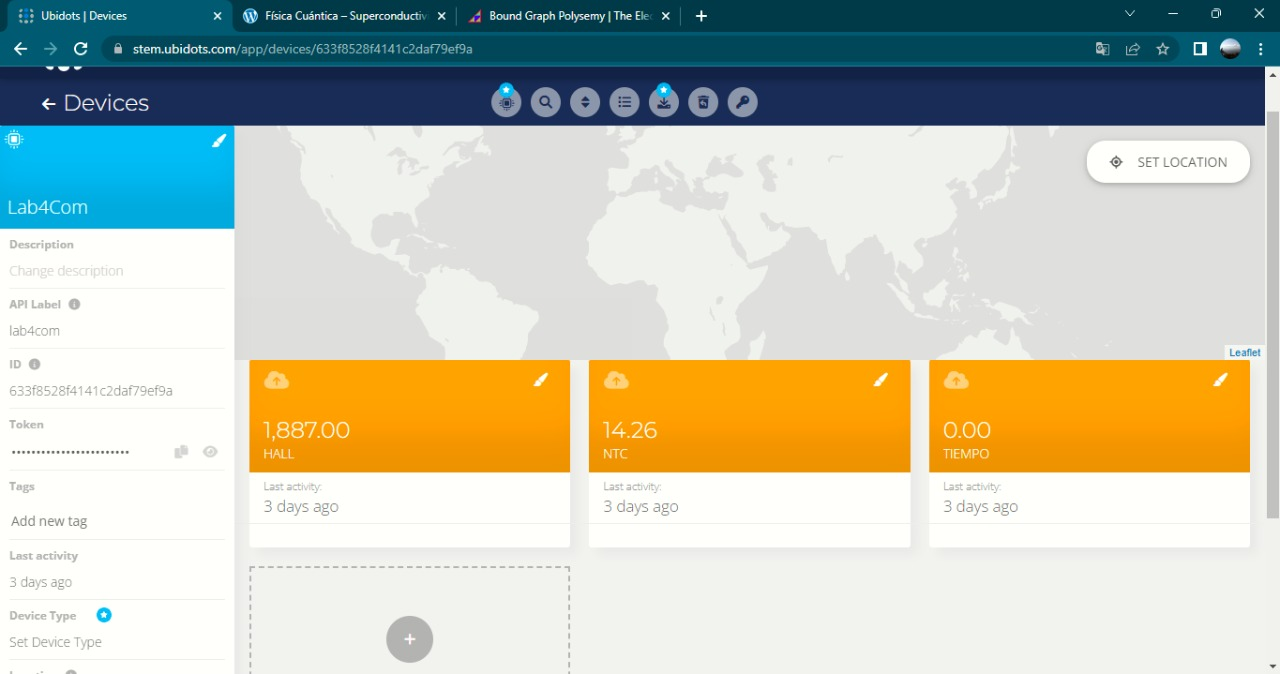 Ubidots | Devices
Física Cuántica – Superconductiv
Bound Graph Polysemy | The Elec
stem.ubidots.com/app/devices/633f8528f4141c2daf79ef9a
Devices
Lab4Com
SET LOCATION
Description
Change description
API Label
lab4com
ID
633f8528f4141c2daf79ef9a
Token
Tags
Add new tag
Last activity
3 days ago
Device Type
Set Device Type
Leaflet
1,887.00
HALL
Last activity:
3 days ago
14.26
NTC
Last activity:
3 days ago
0.00
TIEMPO
Last activity:
3 days ago